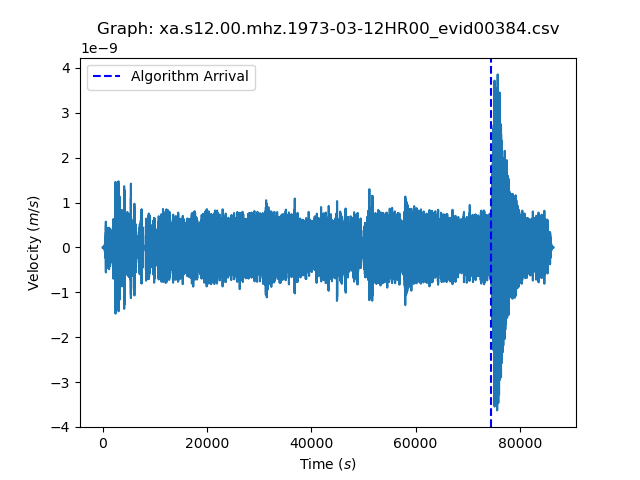 Graph: xa.s12.00.mhz.1973-03-12HR00_evid00384.csv
1e−9
Algorithm Arrival
4
3
2
1
0
−1
−2
−3
−4
Velocity (m/s)
0 20000 40000 60000 80000
Time (s)